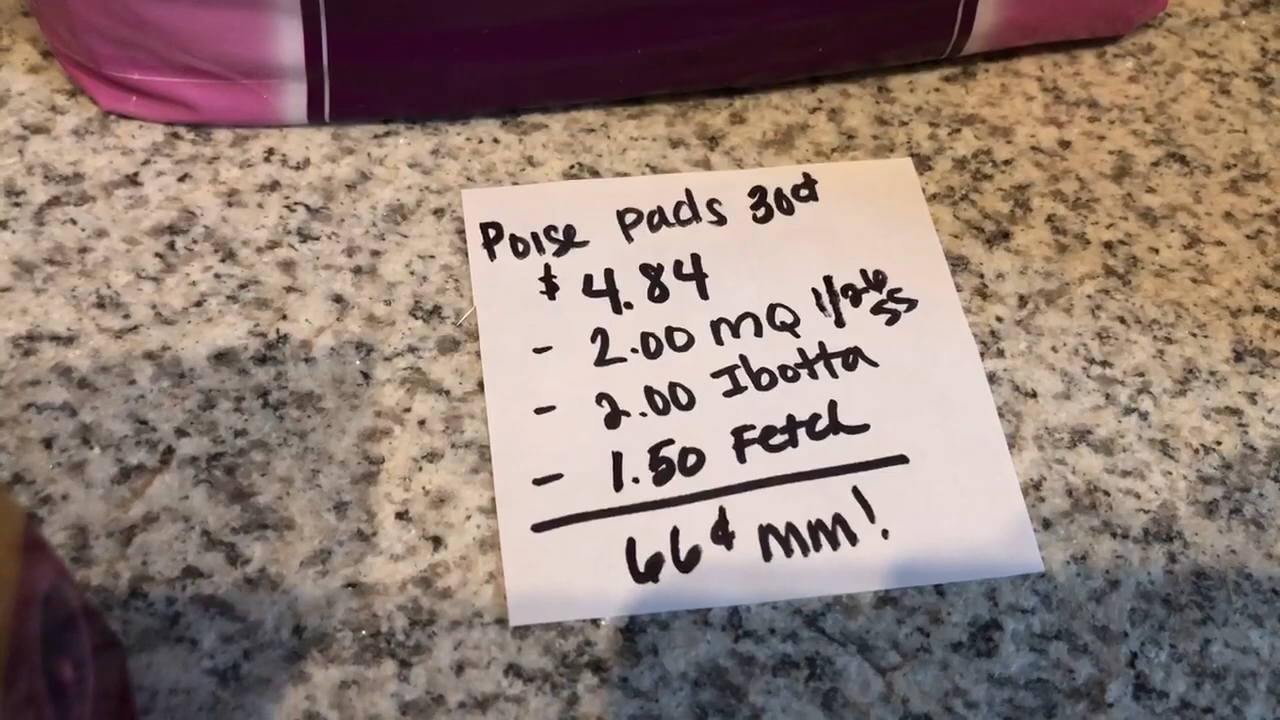 Poise pads 30ct
$ 4.84
- 2.00 MQ 1/26 SS
- 2.00 Ibotta
- 1.50 Fetch
66¢ mm!